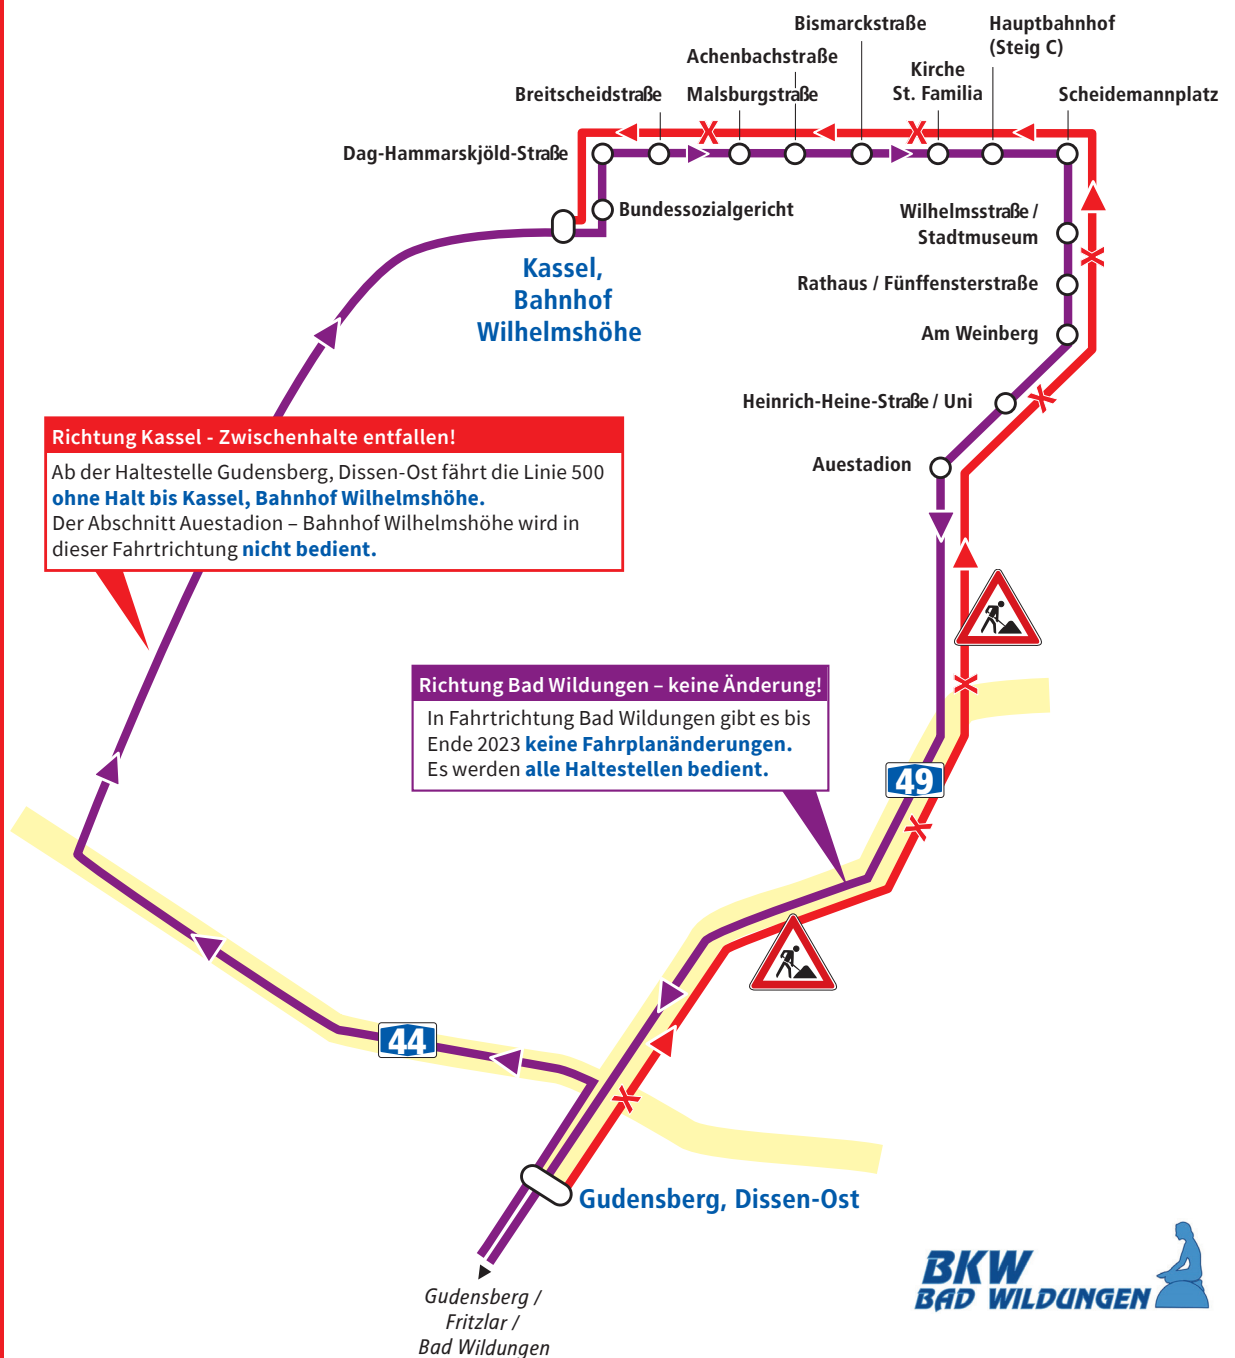 Bismarckstraße
Hauptbahnhof
(Steig C)
Achenbachstraße
Kirche
St. Familia
Breitscheidstraße
Malsburgstraße
Scheidemannplatz
Dag-Hammarskjöld-Straße
Bundessozialgericht
Wilhelmsstraße /
Stadtmuseum
Kassel,
Bahnhof
Wilhelmshöhe
Rathaus / Fünffensterstraße
Am Weinberg
Heinrich-Heine-Straße / Uni
Auestadion
Richtung Kassel - Zwischenhalte entfallen!
Ab der Haltestelle Gudensberg, Dissen-Ost fährt die Linie 500
ohne Halt bis Kassel, Bahnhof Wilhelmshöhe.
Der Abschnitt Auestadion – Bahnhof Wilhelmshöhe wird in
dieser Fahrtrichtung nicht bedient.
Richtung Bad Wildungen – keine Änderung!
In Fahrtrichtung Bad Wildungen gibt es bis
Ende 2023 keine Fahrplanänderungen.
Es werden alle Haltestellen bedient.
49
44
Gudensberg, Dissen-Ost
Gudensberg /
Fritzlar /
Bad Wildungen
BKW
BAD WILDUNGEN